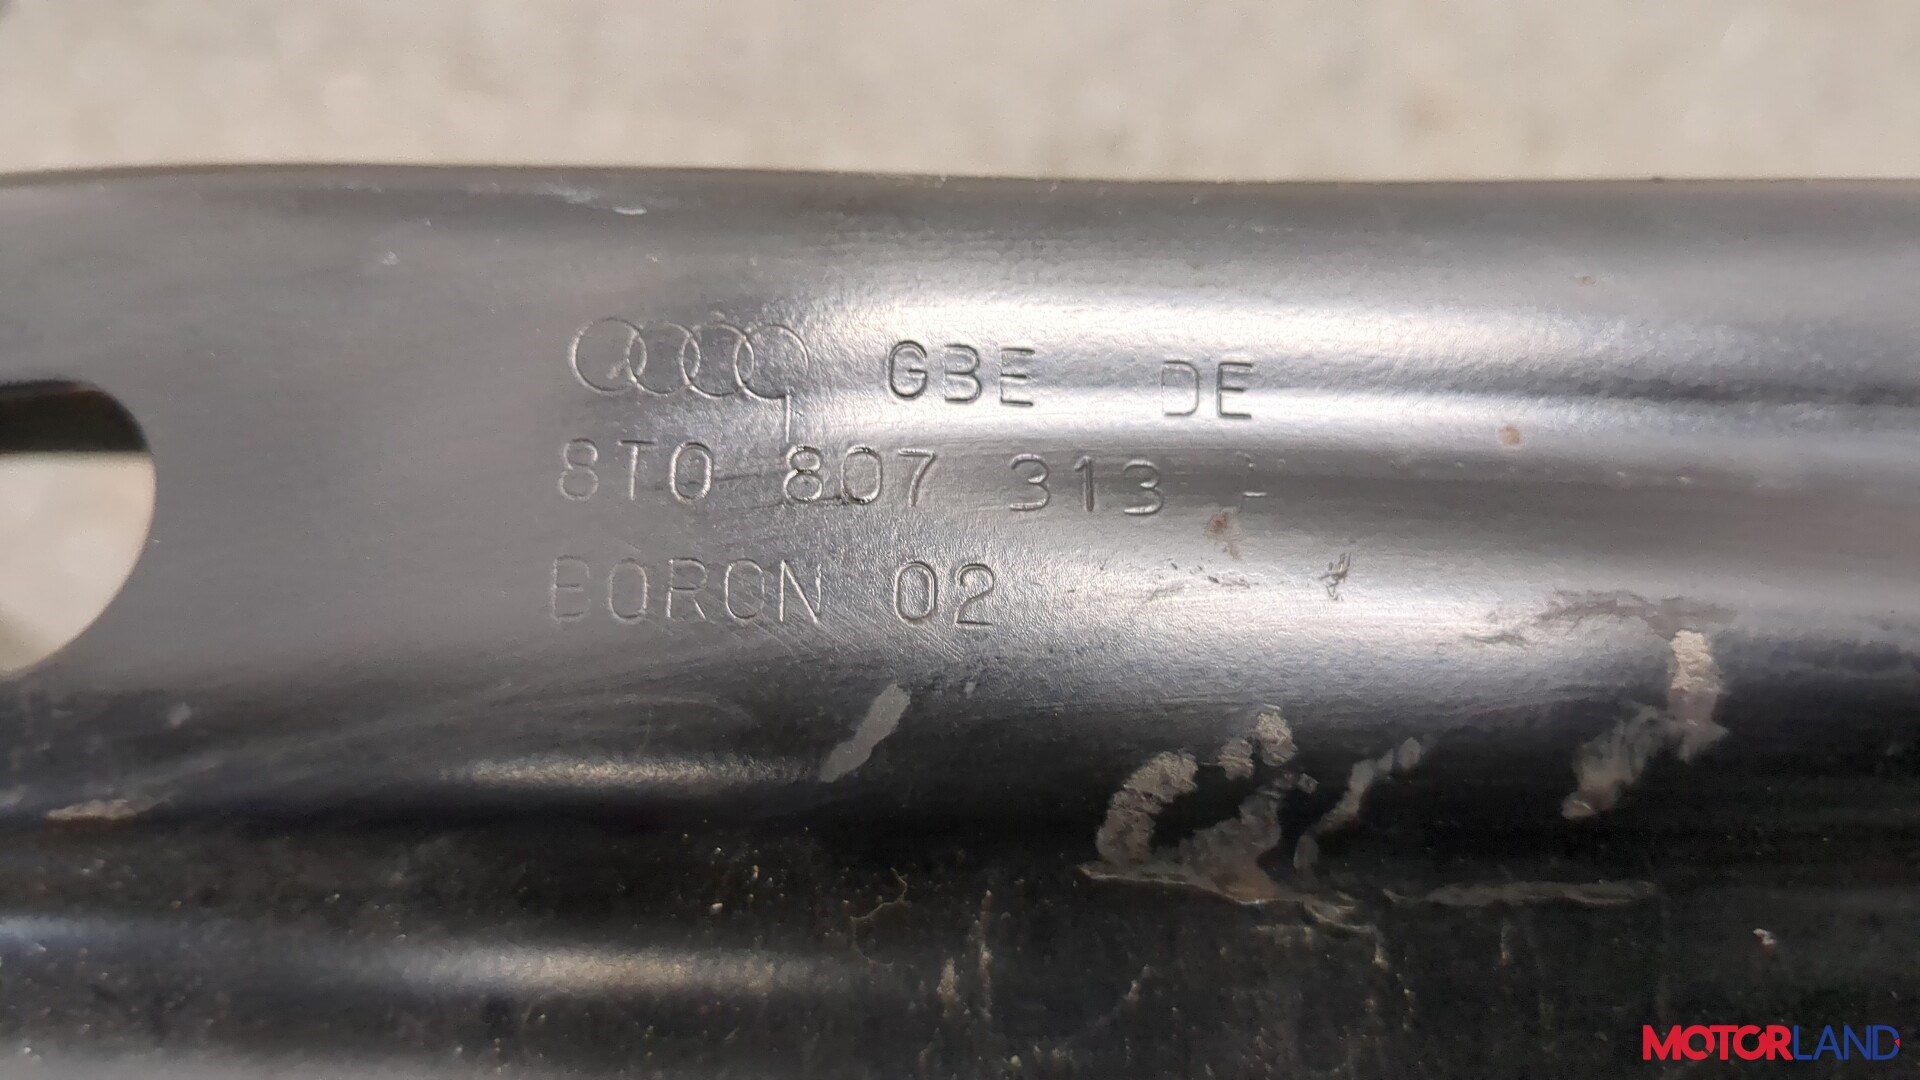 GBE DE
8T0 807 313
BORON 02
MOTORLAND